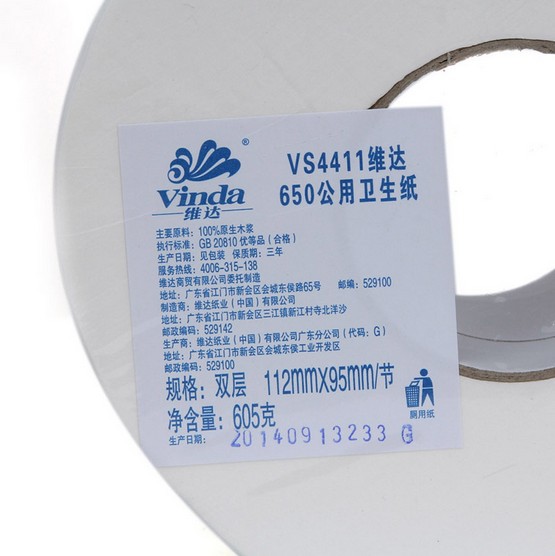 Vinda®
维达
VS4411维达
650公用卫生纸
主要原料：100%原生木浆
执行标准：GB 20810 优等品（合格）
生产日期：见包装 保质期：三年
服务热线：4006-315-138
维达商贸有限公司委托制造
地址：广东省江门市新会区会城东侯路65号 邮编：529100
制造商：维达纸业（中国）有限公司
地址：广东省江门市新会区三江镇新江村寺北洋沙
邮政编码：529142
生产商：维达纸业（中国）有限公司广东分公司（代码：G）
地址：广东省江门市新会区会城东侯工业开发区
邮政编码：529100
规格：双层 112mmX95mm/节
净含量：605克
厕用纸
生产日期：20140913233 G